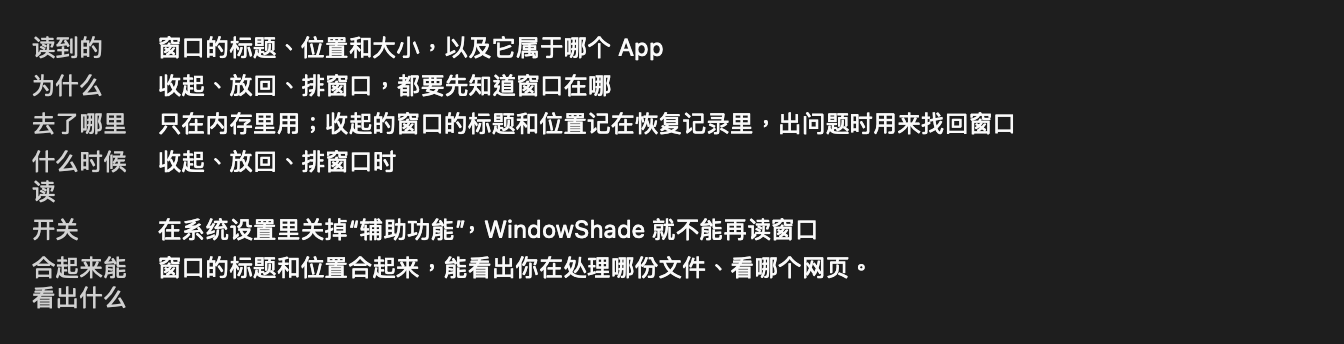 读到的 窗口的标题、位置和大小，以及它属于哪个 App
为什么 收起、放回、排窗口，都要先知道窗口在哪
去了哪里 只在内存里用；收起的窗口的标题和位置记在恢复记录里，出问题时用来找回窗口
什么时候读 收起、放回、排窗口时
开关 在系统设置里关掉“辅助功能”，WindowShade 就不能再读窗口
合起来能看出什么 窗口的标题和位置合起来，能看出你在处理哪份文件、看哪个网页。